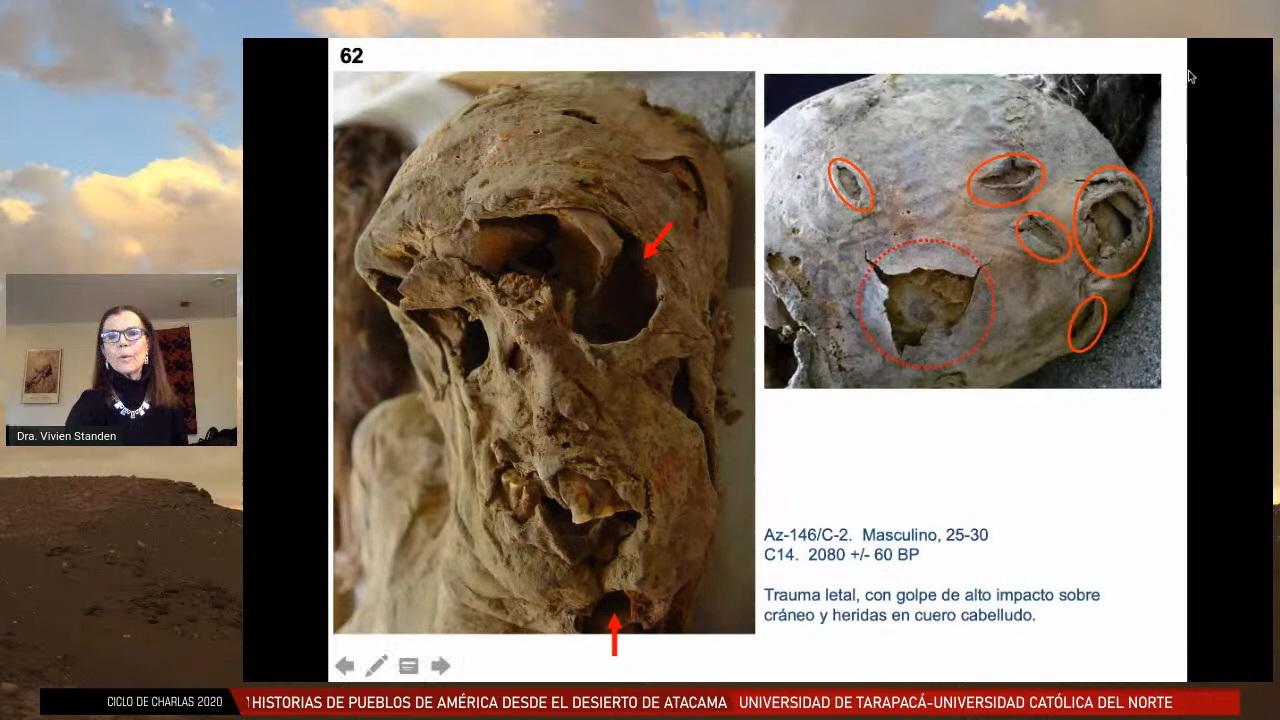 62
Az-146/C-2. Masculino, 25-30
C14. 2080 +/- 60 BP
Trauma letal, con golpe de alto impacto sobre
cráneo y heridas en cuero cabelludo.
Dra. Vivien Standen
CICLO DE CHARLAS 2020
HISTORIAS DE PUEBLOS DE AMÉRICA DESDE EL DESIERTO DE ATACAMA UNIVERSIDAD DE TARAPACÁ-UNIVERSIDAD CATÓLICA DEL NORTE